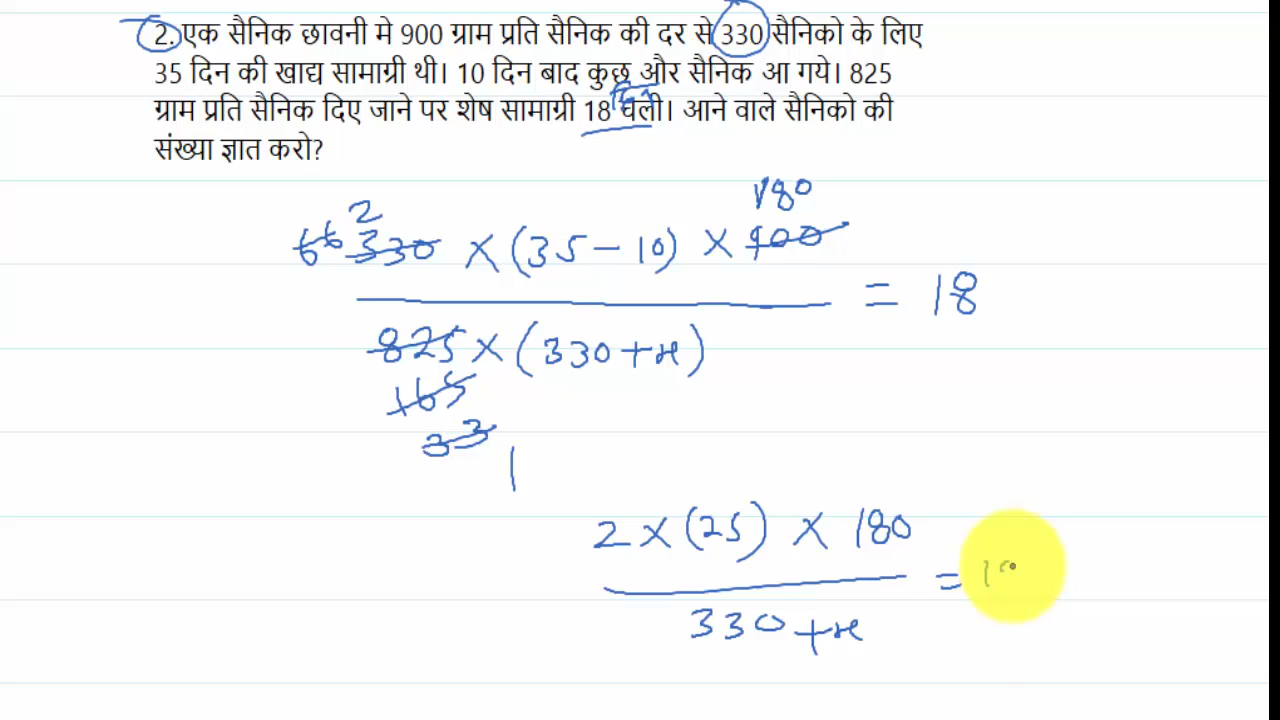 2. एक सैनिक छावनी मे 900 ग्राम प्रति सैनिक की दर से 330 सैनिको के लिए
35 दिन की खाद्य सामाग्री थी। 10 दिन बाद कुछ और सैनिक आ गये। 825
ग्राम प्रति सैनिक दिए जाने पर शेष सामाग्री 18 चली। आने वाले सैनिको की
संख्या ज्ञात करो?
2 180
66 330 × (35 - 10) × 900
= 18
825 × (330 + x)
165
33
1
2 × (25) × 180
=
330 + x